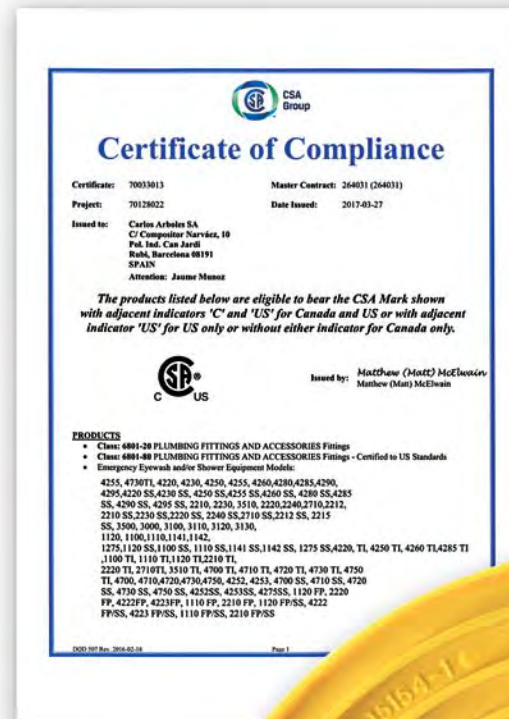 CSA
Group
Certificate of Compliance
Certificate: 70033013 Master Contract: 264031 (264031)
Project: 70128022 Date Issued: 2017-03-27
Issued to: Carlos Arboles SA
C/ Compositor Narváez, 10
Pol. Ind. Can Jardi
Rubí, Barcelona 08191
SPAIN
Attention: Jaume Munoz
The products listed below are eligible to bear the CSA Mark shown
with adjacent indicators 'C' and 'US' for Canada and US or with adjacent
indicator 'US' for US only or without either indicator for Canada only.
C US
Issued by: Matthew (Matt) McElwain
Matthew (Matt) McElwain
PRODUCTS
• Class: 6801-20 PLUMBING FITTINGS AND ACCESSORIES Fittings
• Class: 6801-80 PLUMBING FITTINGS AND ACCESSORIES Fittings - Certified to US Standards
• Emergency Eyewash and/or Shower Equipment Models:
4255, 4730TI, 4220, 4230, 4250, 4255, 4260,4280,4285,4290,
4295,4220 SS,4230 SS, 4250 SS,4255 SS,4260 SS, 4280 SS,4285
SS, 4290 SS, 4295 SS, 2210, 2230, 3510, 2220,2240,2710,2212,
2210 SS,2230 SS,2220 SS, 2240 SS,2710 SS,2212 SS, 2215
SS, 3500, 3000, 3100, 3110, 3120, 3130,
1120, 1100,1110,1141,1142,
1275,1120 SS,1100 SS, 1110 SS,1141 SS,1142 SS, 1275 SS,4220, TI, 4250 TI, 4260 TI,4285 TI
,1100 TI, 1110 TI,1120 TI,2210 TI,
2220 TI, 2710TI, 3510 TI, 4700 TI, 4710 TI, 4720 TI, 4730 TI, 4750
TI, 4700, 4710,4720,4730,4750, 4252, 4253, 4700 SS, 4710 SS, 4720
SS, 4730 SS, 4750 SS, 4252SS, 4253SS, 4275SS, 1120 FP, 2220
FP, 4222FP, 4223FP, 1110 FP, 2210 FP, 1120 FP/SS, 4222
FP/SS, 4223 FP/SS, 1110 FP/SS, 2210 FP/SS
DQD 507 Rev. 2016-02-16 Page 1